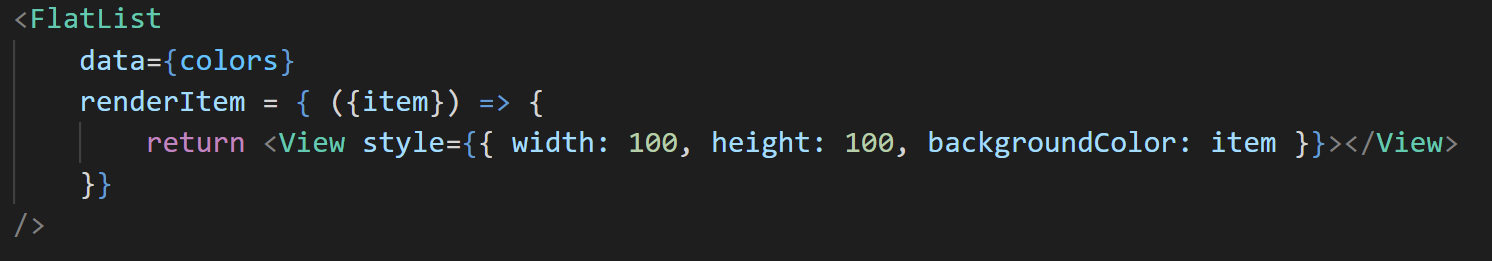 <FlatList
    data={colors}
    renderItem = { ({item}) => {
        return <View style={{ width: 100, height: 100, backgroundColor: item }}></View>
    }}
/>